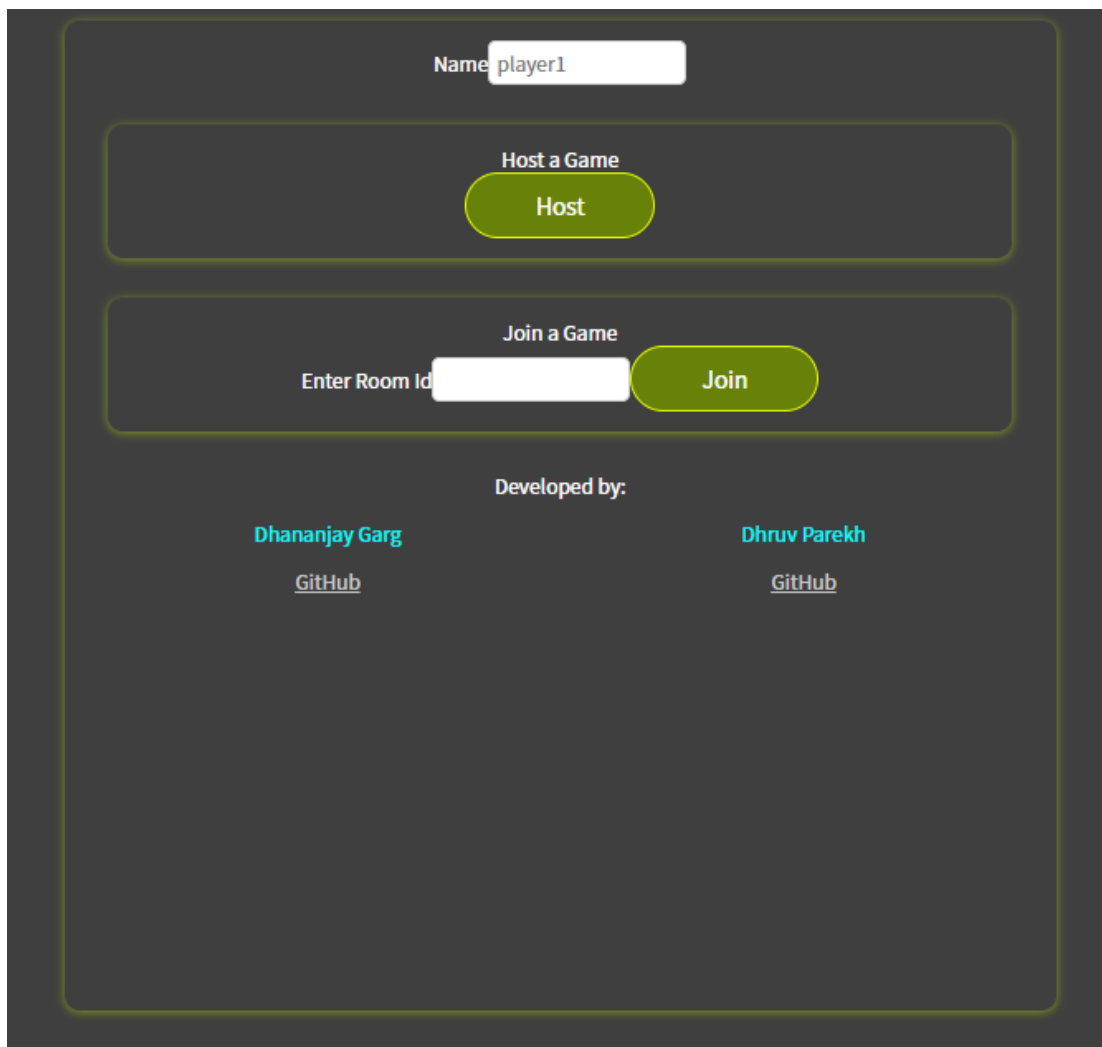 Name player1
Host a Game
Host
Join a Game
Enter Room Id Join
Developed by:
Dhananjay Garg Dhruv Parekh
GitHub GitHub